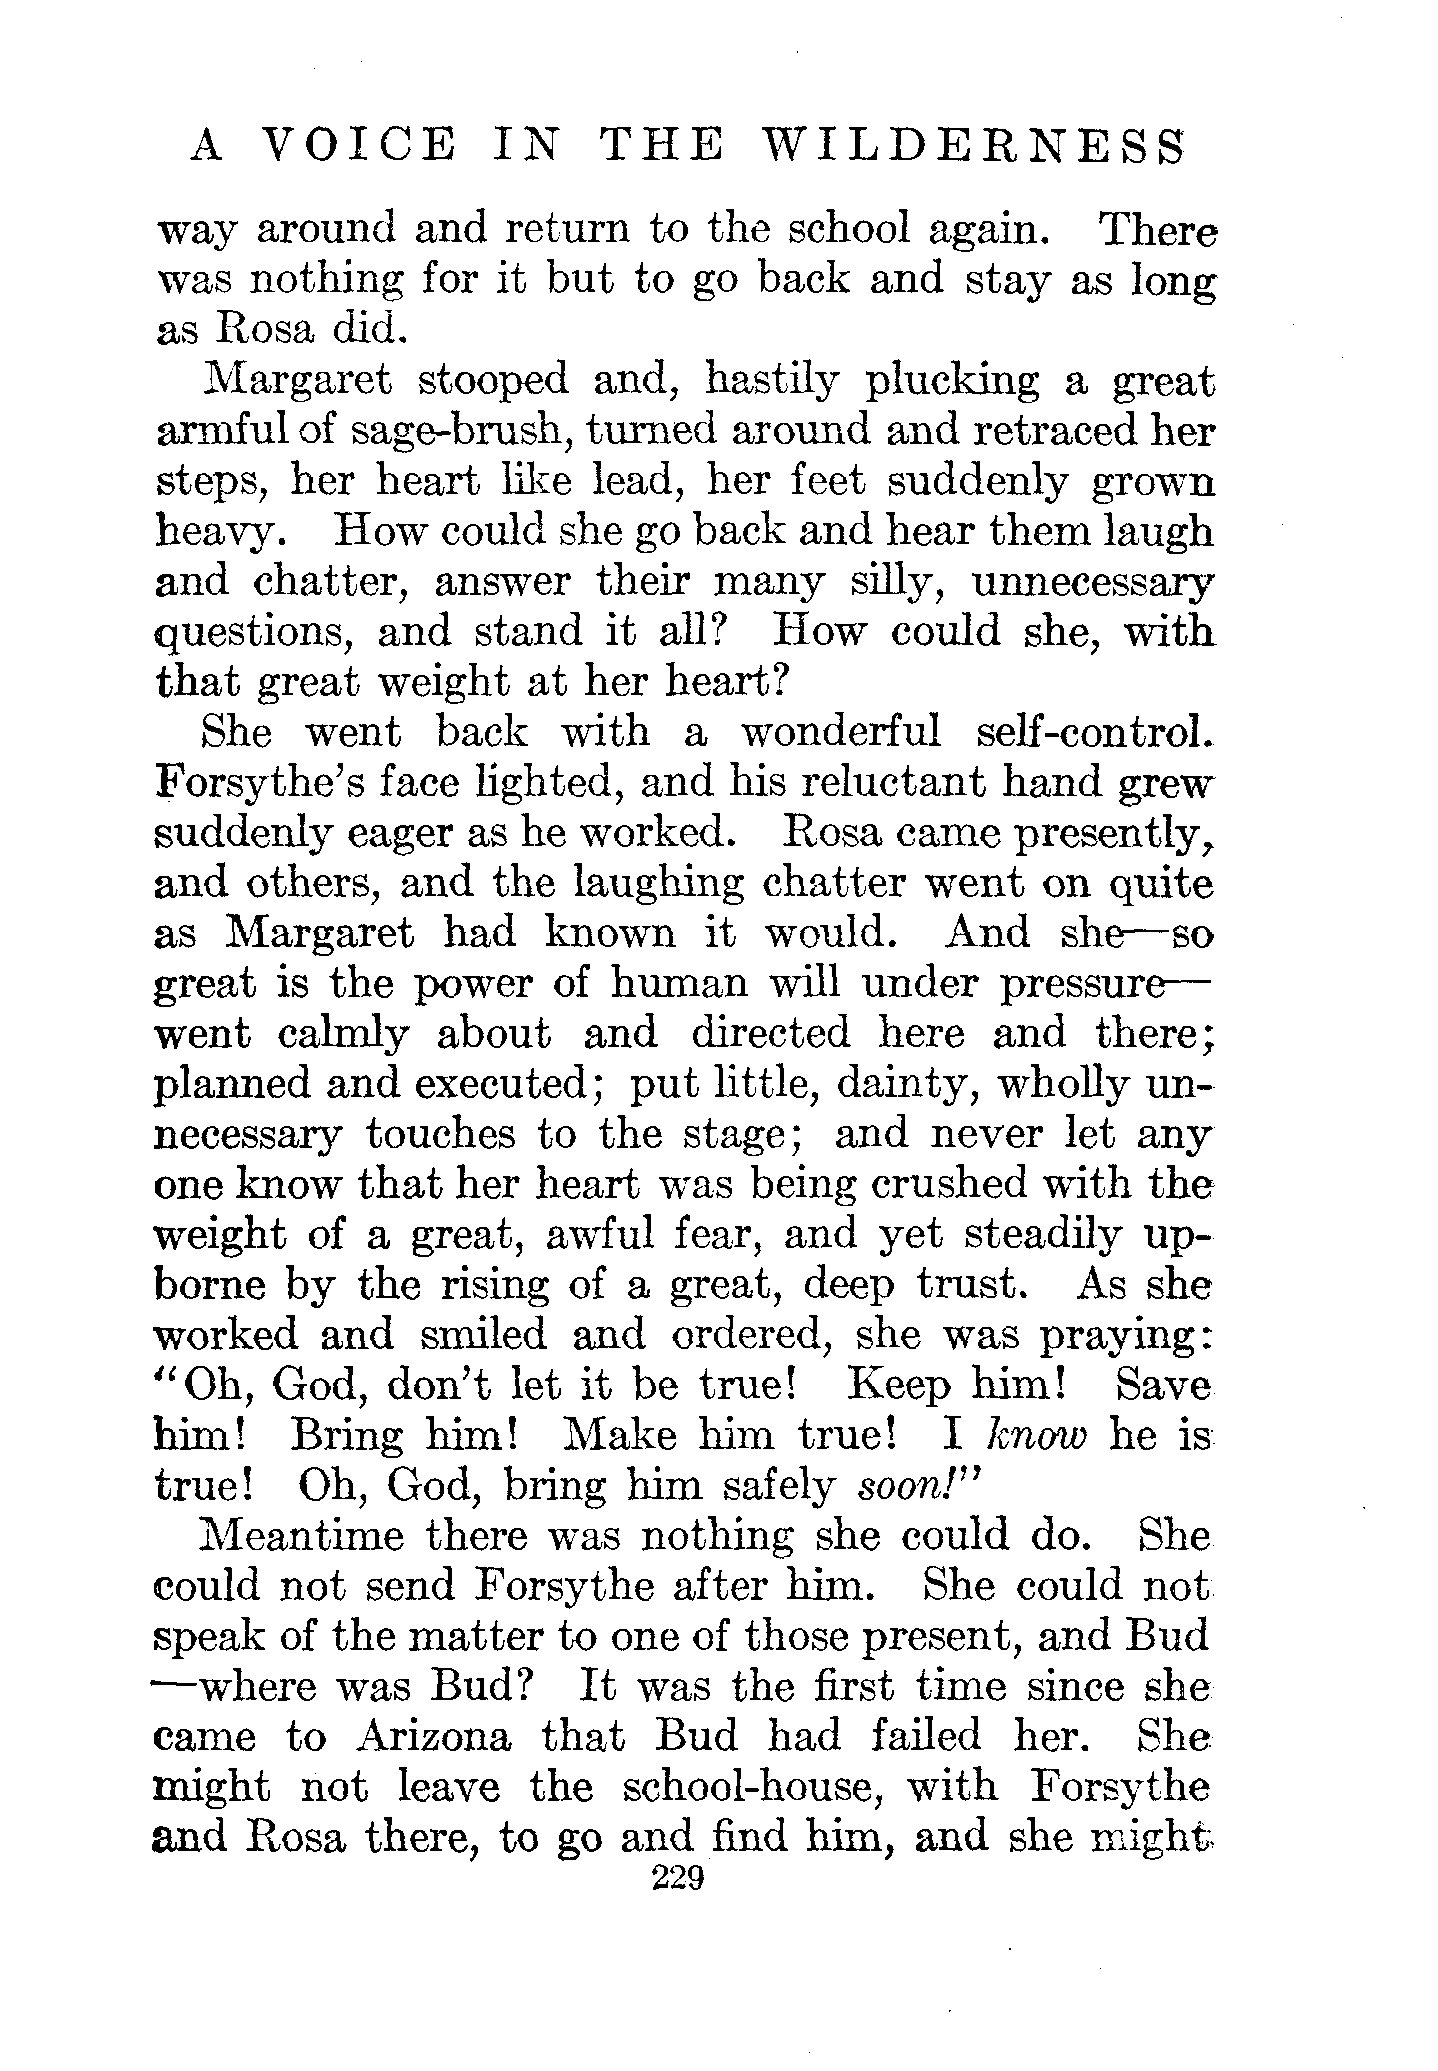 A VOICE IN THE WILDERNESS
way around and return to the school again. There
was nothing for it but to go back and stay as long
as Rosa did.
Margaret stooped and, hastily plucking a great
armful of sage-brush, turned around and retraced her
steps, her heart like lead, her feet suddenly grown
heavy. How could she go back and hear them laugh
and chatter, answer their many silly, unnecessary
questions, and stand it all? How could she, with
that great weight at her heart?
She went back with a wonderful self-control.
Forsythe's face lighted, and his reluctant hand grew
suddenly eager as he worked. Rosa came presently,
and others, and the laughing chatter went on quite
as Margaret had known it would. And she—so
great is the power of human will under pressure—
went calmly about and directed here and there;
planned and executed; put little, dainty, wholly un-
necessary touches to the stage; and never let any
one know that her heart was being crushed with the
weight of a great, awful fear, and yet steadily up-
borne by the rising of a great, deep trust. As she
worked and smiled and ordered, she was praying:
"Oh, God, don't let it be true! Keep him! Save
him! Bring him! Make him true! I know he is
true! Oh, God, bring him safely soon!"
Meantime there was nothing she could do. She
could not send Forsythe after him. She could not
speak of the matter to one of those present, and Bud
—where was Bud? It was the first time since she
came to Arizona that Bud had failed her. She
might not leave the school-house, with Forsythe
and Rosa there, to go and find him, and she might
229